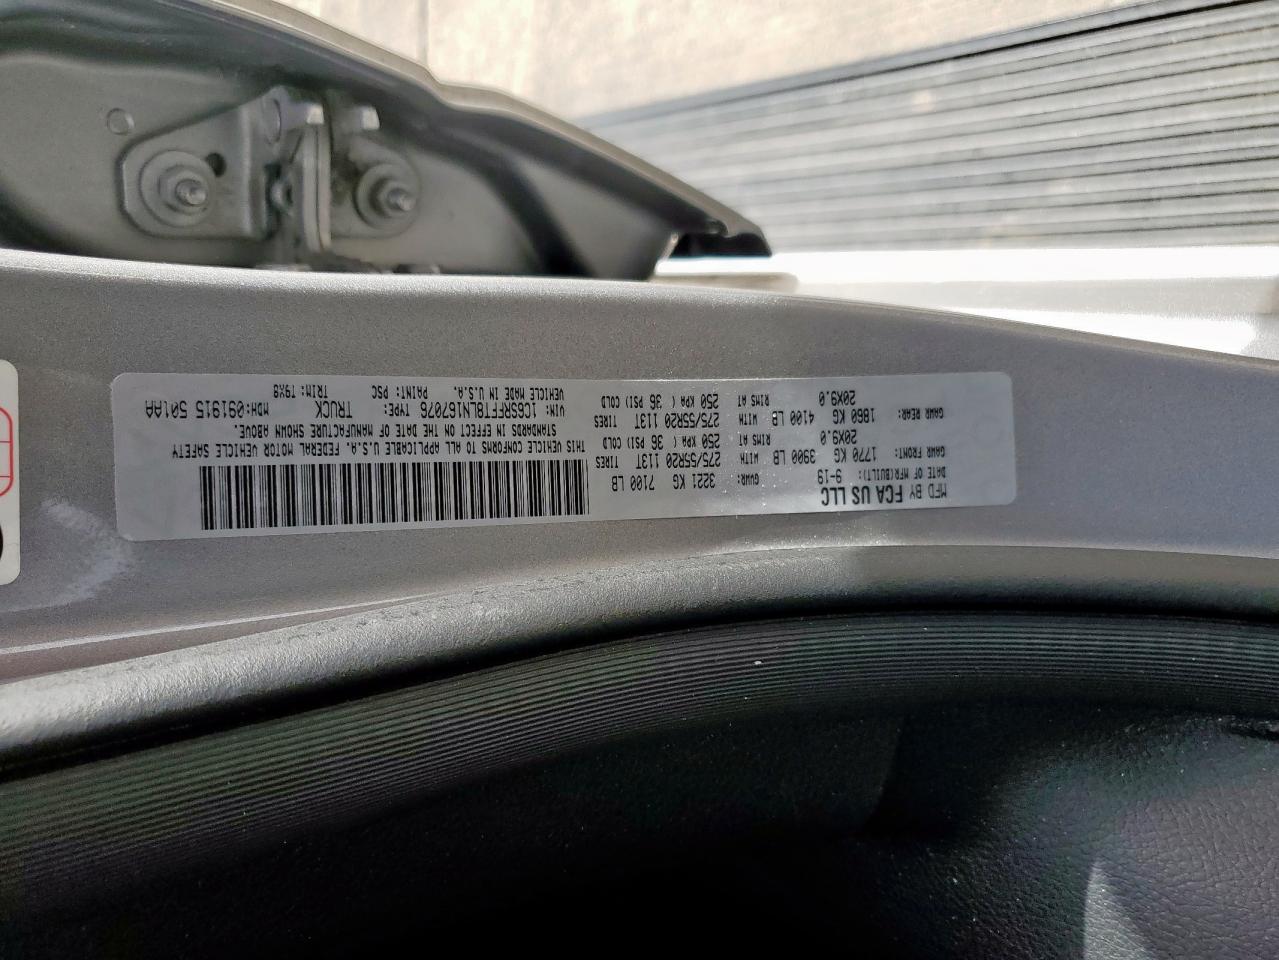 MFD BY FCA US LLC
DATE OF MFR(BUILT): 9-19 GVWR: 3221 KG 7100 LB
GAWR FRONT: 1770 KG 3900 LB WITH 275/55R20 113T TIRES
20X9.0 RIMS AT 250 KPA ( 36 PSI) COLD
GAWR REAR: 1860 KG 4100 LB WITH 275/55R20 113T TIRES
20X9.0 RIMS AT 250 KPA ( 36 PSI) COLD
THIS VEHICLE CONFORMS TO ALL APPLICABLE U.S.A. FEDERAL MOTOR VEHICLE SAFETY
STANDARDS IN EFFECT ON THE DATE OF MANUFACTURE SHOWN ABOVE.
VIN: 1C6SRFFT8LN167076 TYPE: TRUCK MDH:091915 501AA
VEHICLE MADE IN U.S.A. PAINT: PSC TRIM: T9X8